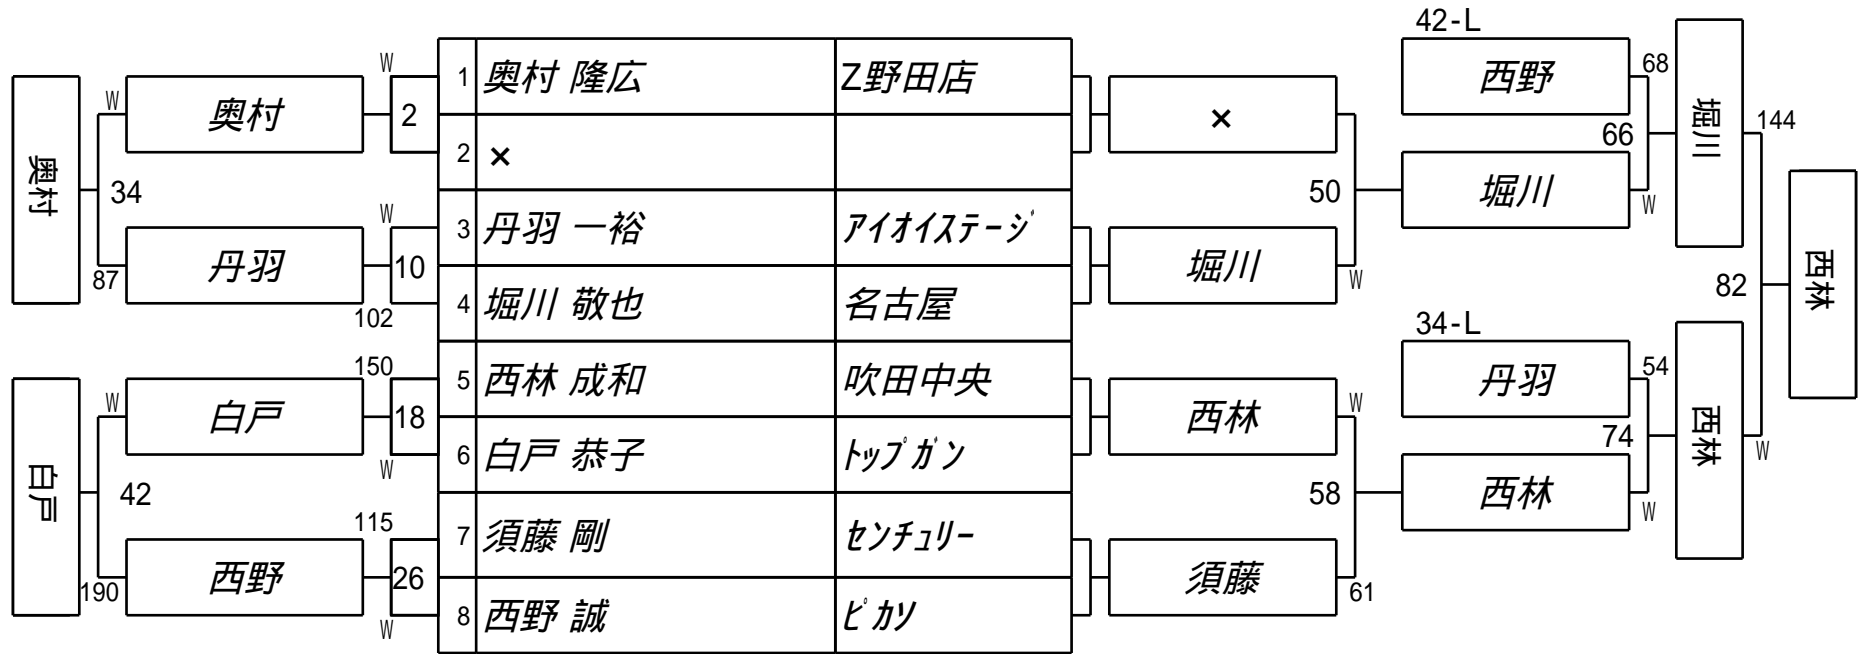 42-L
W
1 奥村 隆広 Z野田店
西野
68
W
奥村
2
×
堀川
144
奥村
2 ×
66
34
50
堀川
W
西林
W
3 丹羽 一裕 アイオイステージ
丹羽
10
堀川
W
87
4 堀川 敬也 名古屋
82
102
34-L
150
5 西林 成和 吹田中央
丹羽
54
W
白戸
18
西林
W
西林
白戸
W
6 白戸 恭子 トップガン
74
W
42
58
西林
W
115
7 須藤 剛 センチュリー
西野
26
須藤
190
61
W
8 西野 誠 ピカソ